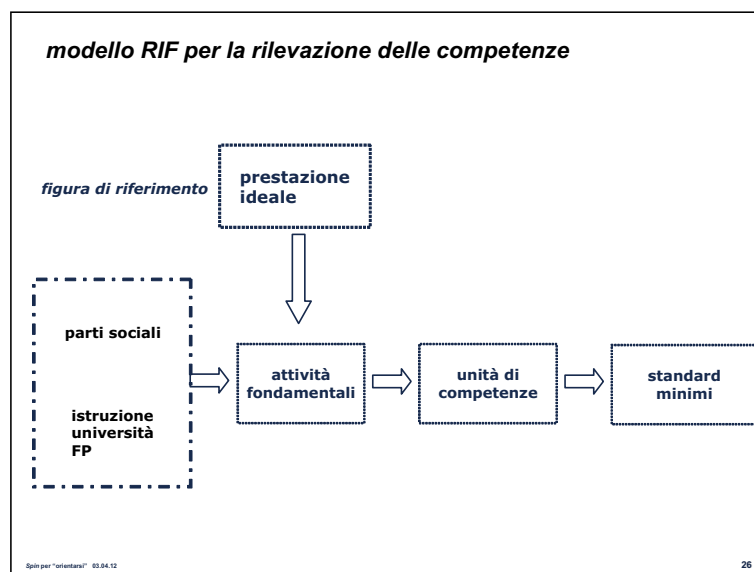 modello RIF per la rilevazione delle competenze
figura di riferimento
prestazione
ideale
parti sociali
istruzione
università
FP
attività
fondamentali
unità di
competenze
standard
minimi
Spin per "orientarsi" 03.04.12
26